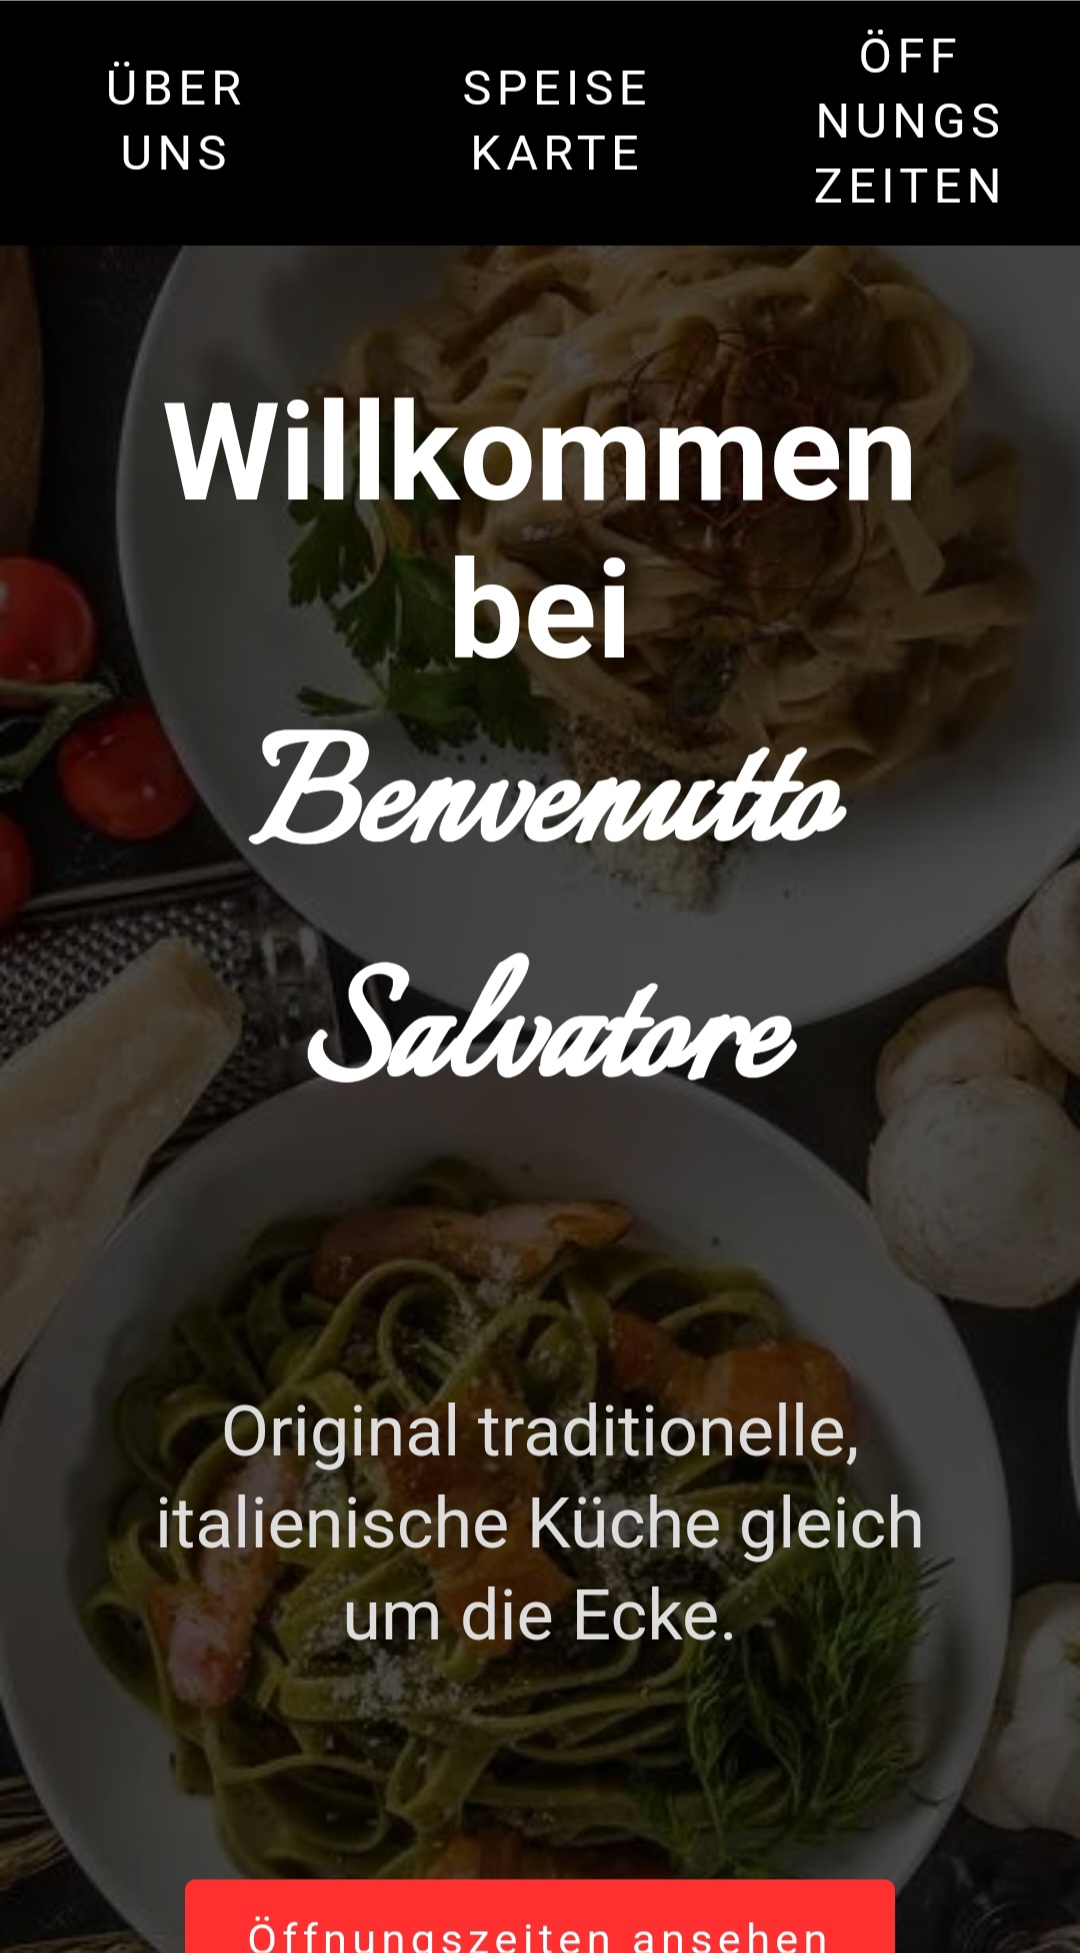 ÜBER
UNS
SPEISE
KARTE
ÖFF
NUNGS
ZEITEN
Willkommen
bei
Benvenutto
Salvatore
Original traditionelle,
italienische Küche gleich
um die Ecke.
Öffnungszeiten ansehen